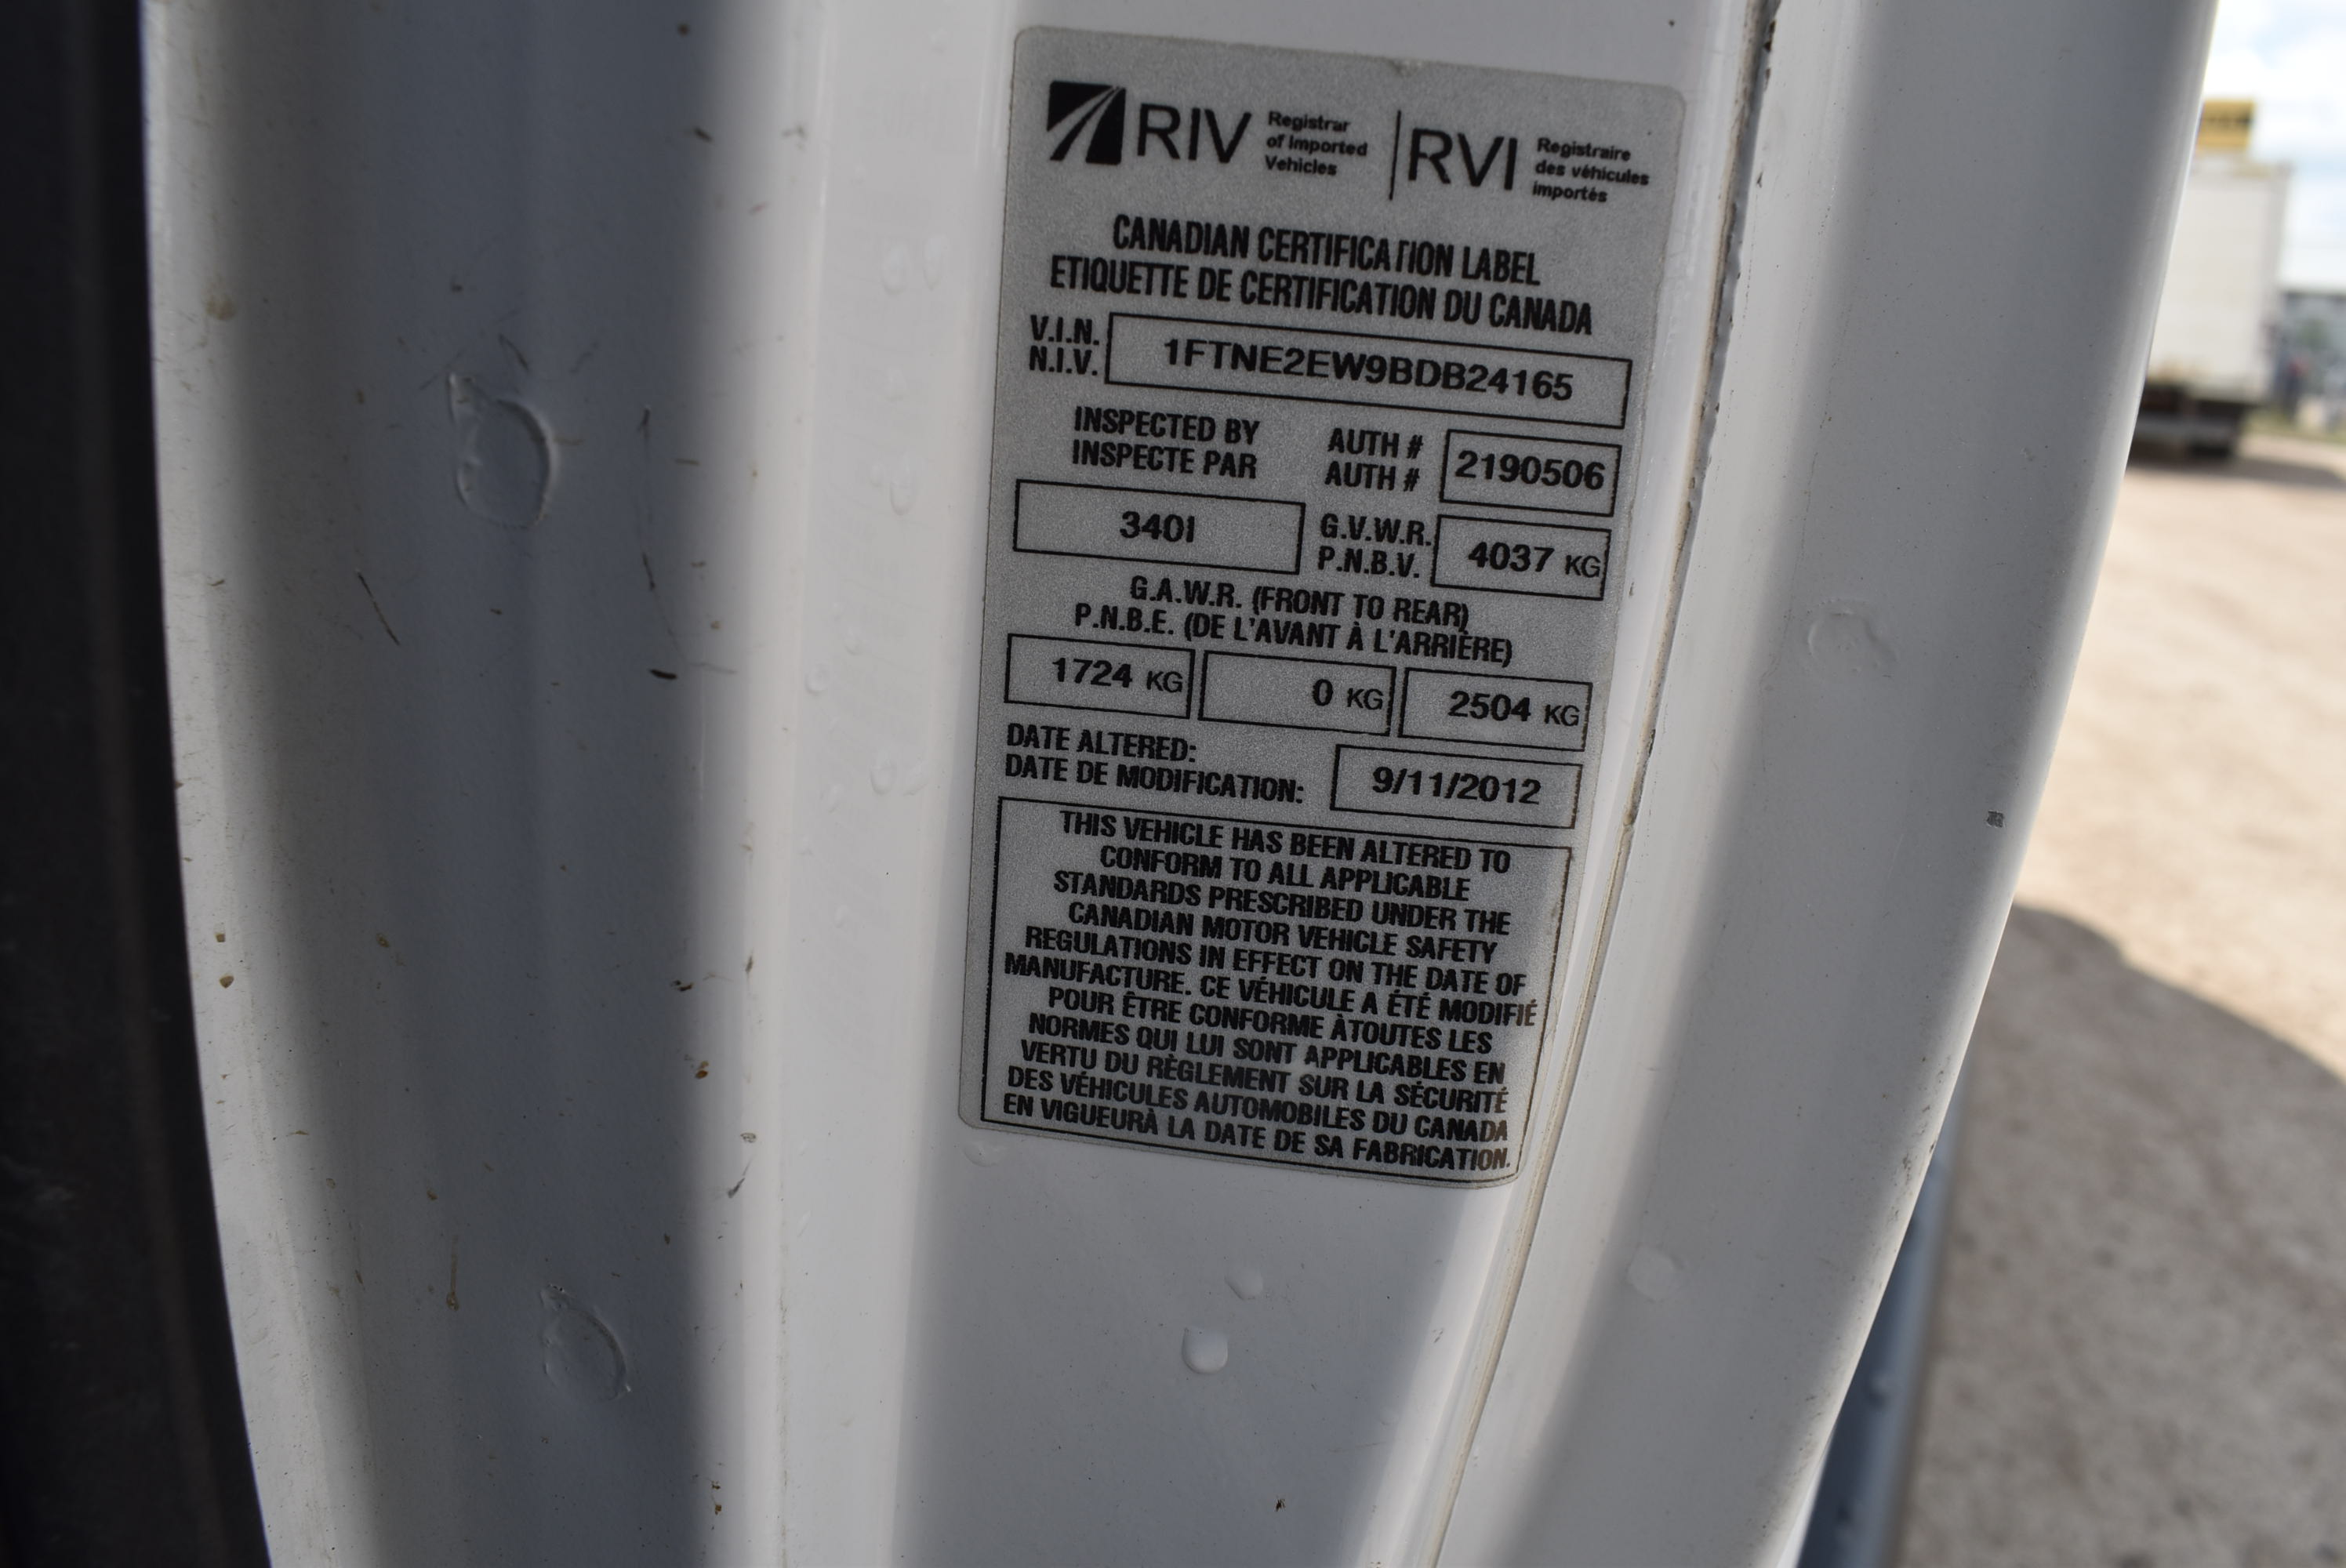 RIV Registrar of Imported Vehicles | RVI Registraire des véhicules importés
CANADIAN CERTIFICATION LABEL
ETIQUETTE DE CERTIFICATION DU CANADA
V.I.N.
N.I.V.
1FTNE2EW9BDB24165
INSPECTED BY
INSPECTE PAR
AUTH #
AUTH #
2190506
340I
G.V.W.R.
P.N.B.V.
4037 KG
G.A.W.R. (FRONT TO REAR)
P.N.B.E. (DE L'AVANT À L'ARRIÈRE)
1724 KG 0 KG 2504 KG
DATE ALTERED:
DATE DE MODIFICATION:
9/11/2012
THIS VEHICLE HAS BEEN ALTERED TO
CONFORM TO ALL APPLICABLE
STANDARDS PRESCRIBED UNDER THE
CANADIAN MOTOR VEHICLE SAFETY
REGULATIONS IN EFFECT ON THE DATE OF
MANUFACTURE. CE VÉHICULE A ÉTÉ MODIFIÉ
POUR ÊTRE CONFORME ÀTOUTES LES
NORMES QUI LUI SONT APPLICABLES EN
VERTU DU RÈGLEMENT SUR LA SÉCURITÉ
DES VÉHICULES AUTOMOBILES DU CANADA
EN VIGUEURÀ LA DATE DE SA FABRICATION.